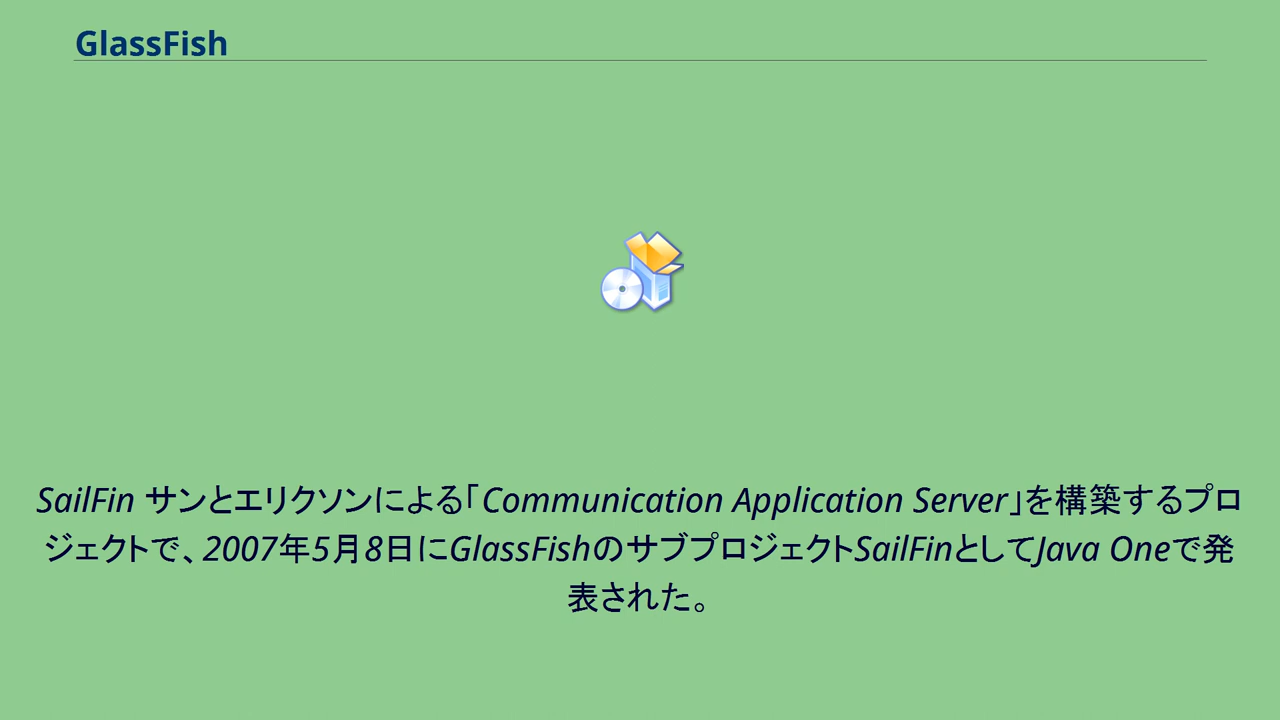 GlassFish
SailFin サンとエリクソンによる「Communication Application Server」を構築するプロ
ジェクトで、2007年5月8日にGlassFishのサブプロジェクトSailFinとしてJava Oneで発
表された。